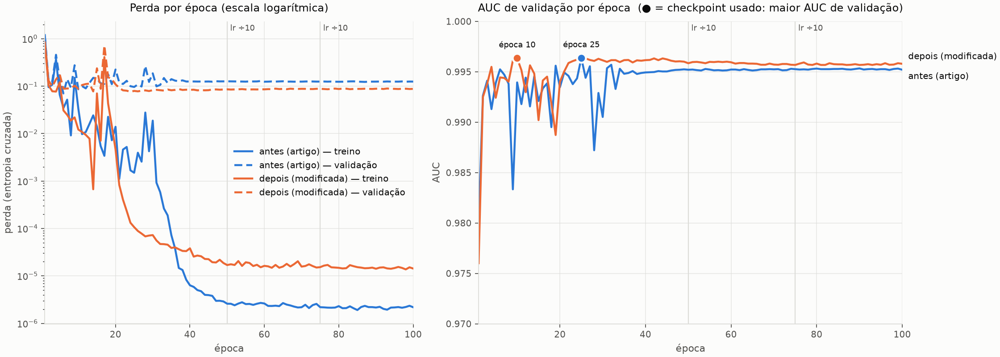 Perda por época (escala logarítmica)
lr ÷10
lr ÷10
10⁰
10⁻¹
10⁻²
10⁻³
10⁻⁴
10⁻⁵
10⁻⁶
perda (entropia cruzada)
antes (artigo) — treino
antes (artigo) — validação
depois (modificada) — treino
depois (modificada) — validação
20
40
60
80
100
época
AUC de validação por época (● = checkpoint usado: maior AUC de validação)
lr ÷10
lr ÷10
época 10
época 25
1.000
0.995
0.990
0.985
0.980
0.975
0.970
AUC
depois (modificada)
antes (artigo)
20
40
60
80
100
época